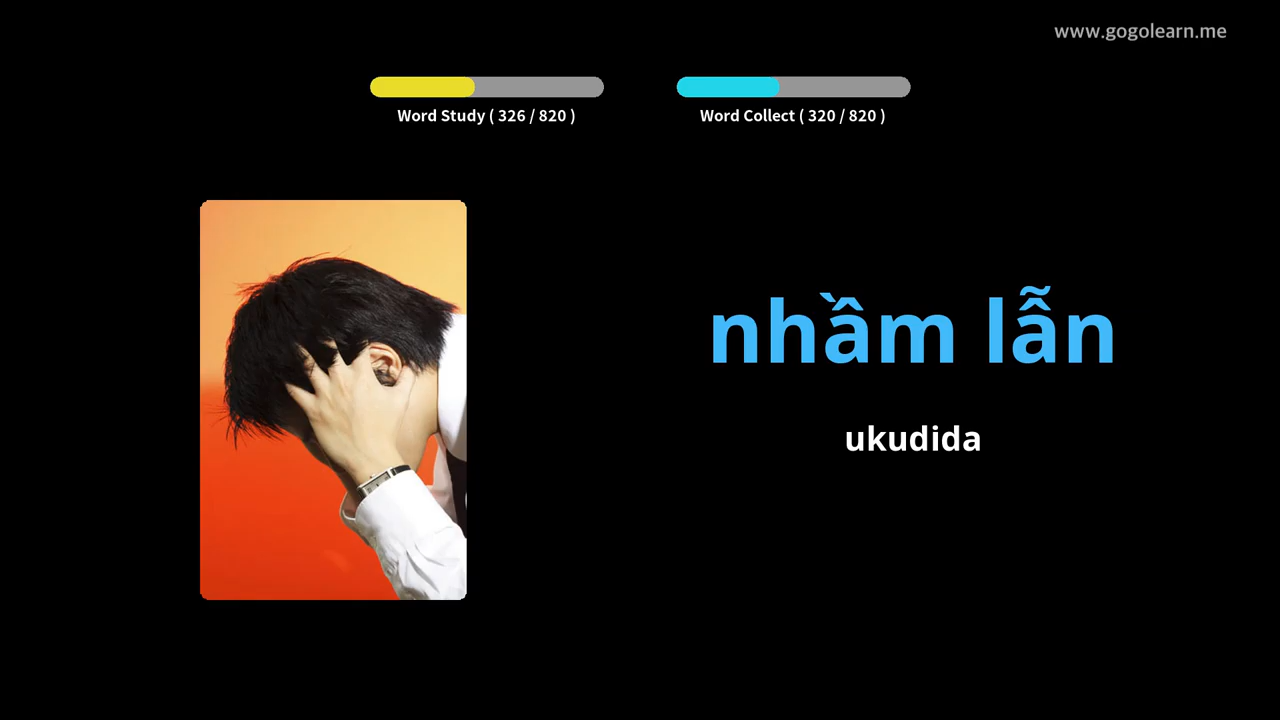 www.gogolearn.me
Word Study ( 326 / 820 )
Word Collect ( 320 / 820 )
nhầm lẫn
ukudida